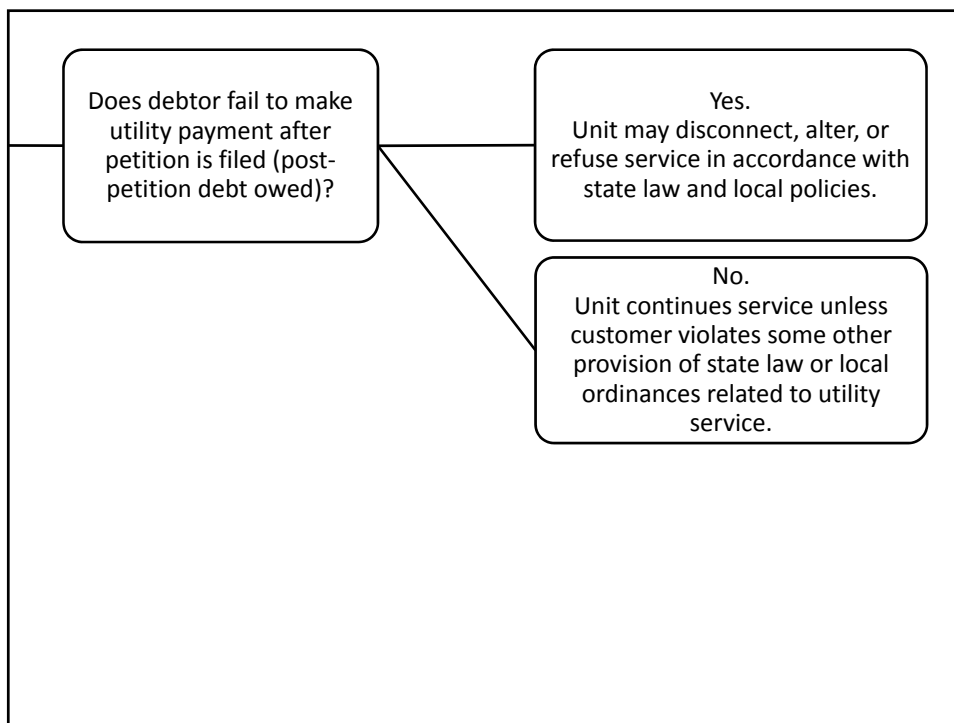 Does debtor fail to make
utility payment after
petition is filed (post-
petition debt owed)?
Yes.
Unit may disconnect, alter, or
refuse service in accordance with
state law and local policies.
No.
Unit continues service unless
customer violates some other
provision of state law or local
ordinances related to utility
service.